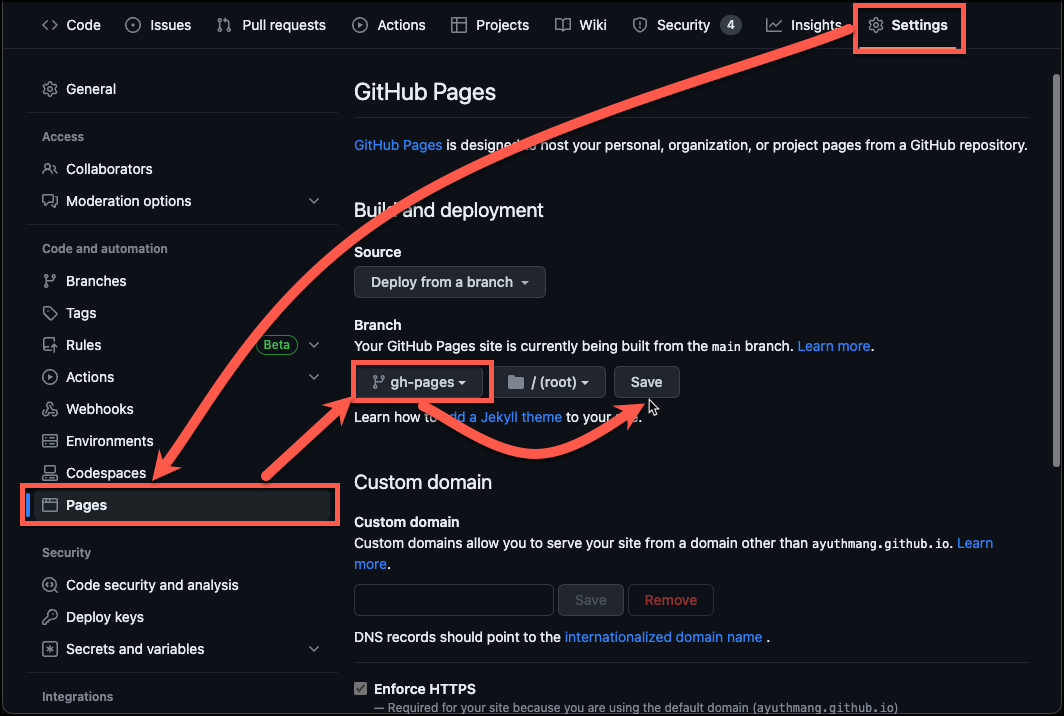 Code Issues Pull requests Actions Projects Wiki Security 4 Insights Settings
General
Access
Collaborators
Moderation options
Code and automation
Branches
Tags
Rules Beta
Actions
Webhooks
Environments
Codespaces
Pages
Security
Code security and analysis
Deploy keys
Secrets and variables
Integrations
GitHub Pages
GitHub Pages is designed to host your personal, organization, or project pages from a GitHub repository.
Build and deployment
Source
Deploy from a branch
Branch
Your GitHub Pages site is currently being built from the main branch. Learn more.
gh-pages / (root) Save
Learn how to add a Jekyll theme to your site.
Custom domain
Custom domain
Custom domains allow you to serve your site from a domain other than ayuthmang.github.io. Learn
more.
Save Remove
DNS records should point to the internationalized domain name .
Enforce HTTPS
— Required for your site because you are using the default domain (ayuthmang.github.io)